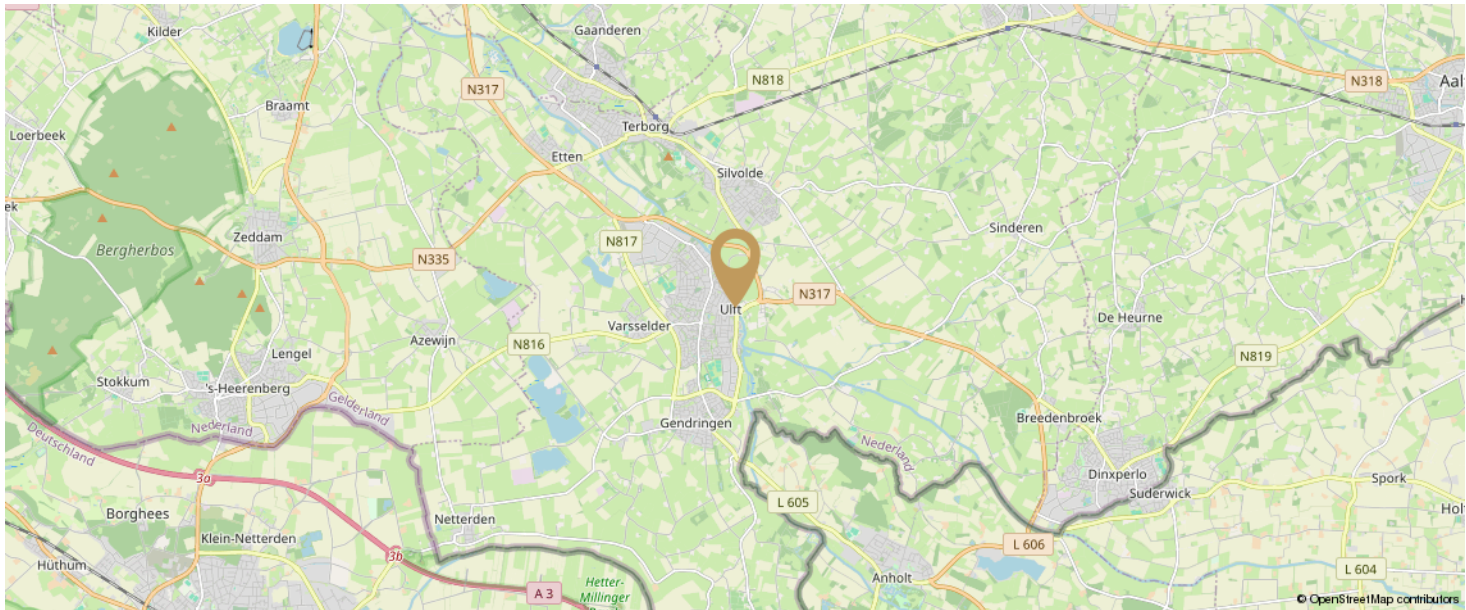 Kilder
Gaanderen
N818
N318
Aalt
N317
Braamt
Loerbeek
Terborg
Etten
Silvolde
ek
Sinderen
Zeddam
N817
Bergherbos
N335
N317
Ulft
De Heurne
Varsselder
Azewijn
N816
Lengel
N819
Stokkum
's-Heerenberg
Gelderland
Nederland
Breedenbroek
Gendringen
Deutschland
Nederland
3a
Dinxperlo
Spork
Suderwick
L 605
Borghees
Netterden
Holt
Klein-Netterden
L 606
3b
Hüthum
L 604
Anholt
Hetter-
Millinger
A 3
© OpenStreetMap contributors